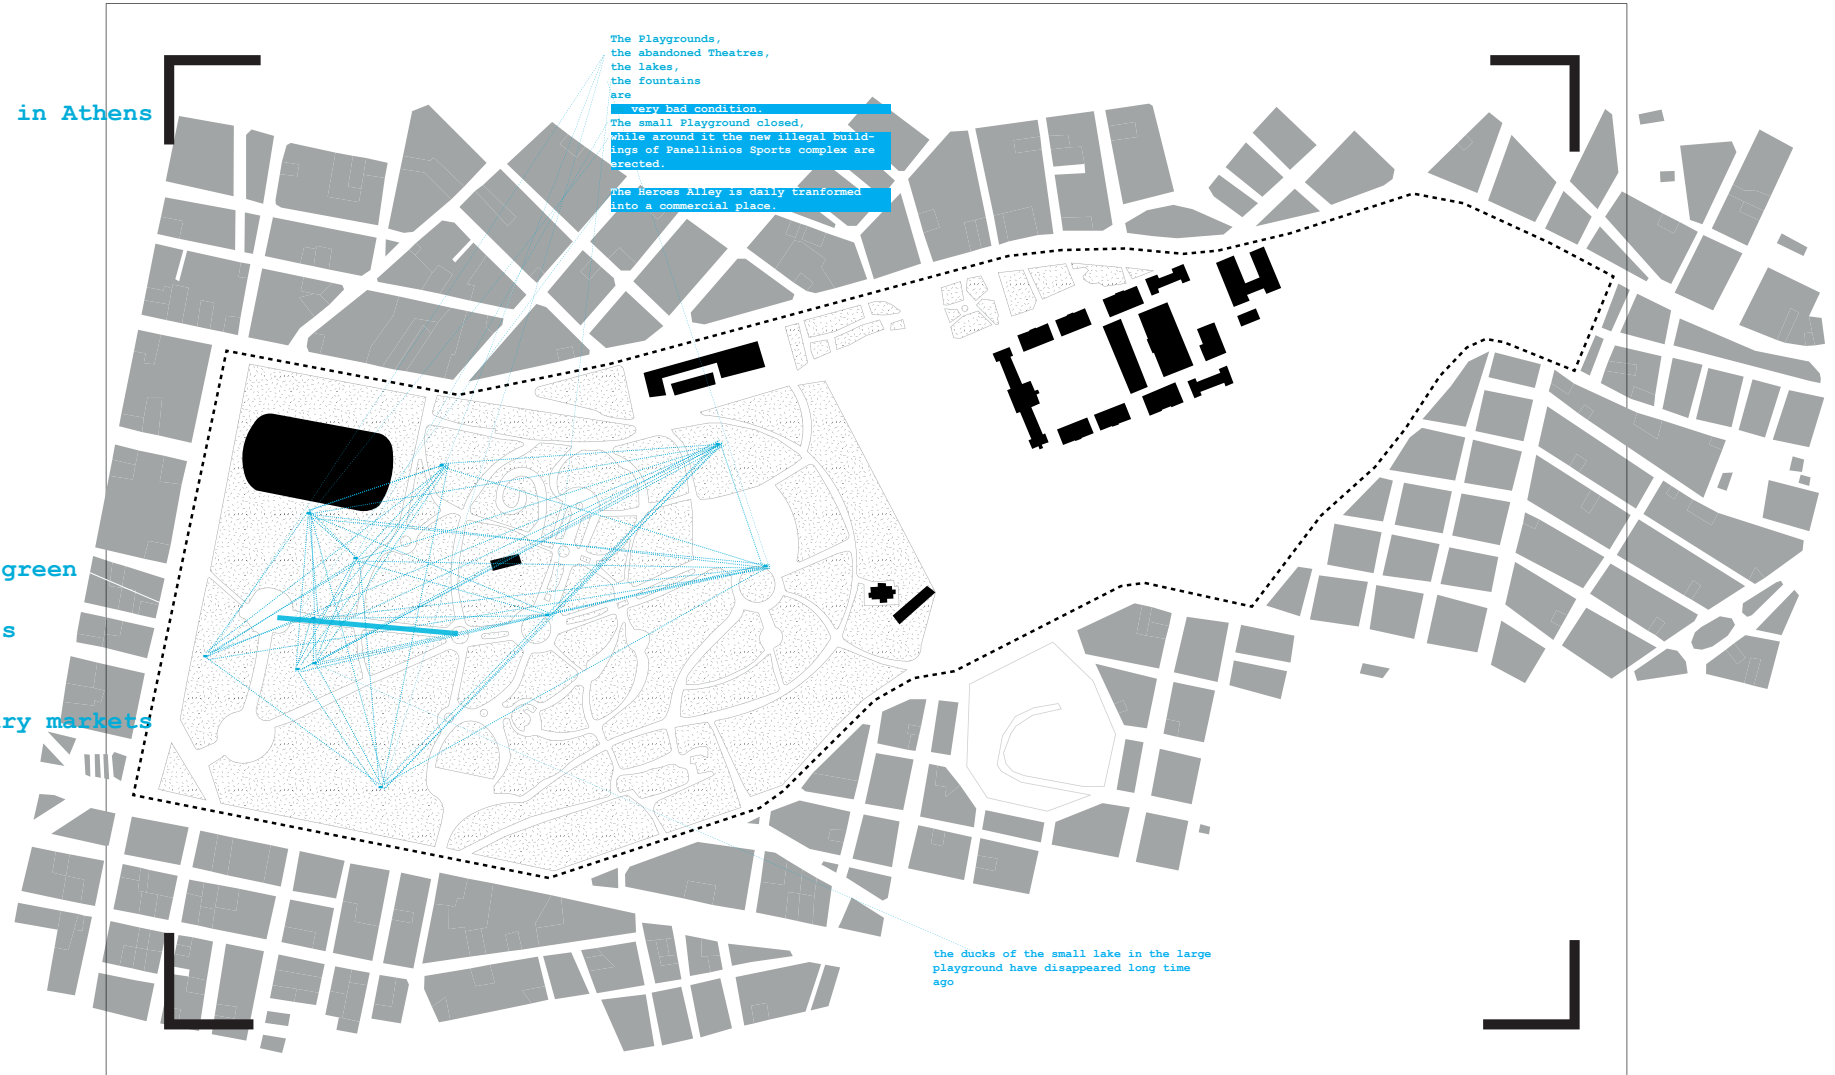 The Playgrounds,
the abandoned Theatres,
the lakes,
the fountains
are
very bad condition.
The small Playground closed,
while around it the new illegal build-
ings of Panellinios Sports complex are
erected.
The Heroes Alley is daily tranformed
into a commercial place.
in Athens
green
s
ry markets
the ducks of the small lake in the large
playground have disappeared long time
ago